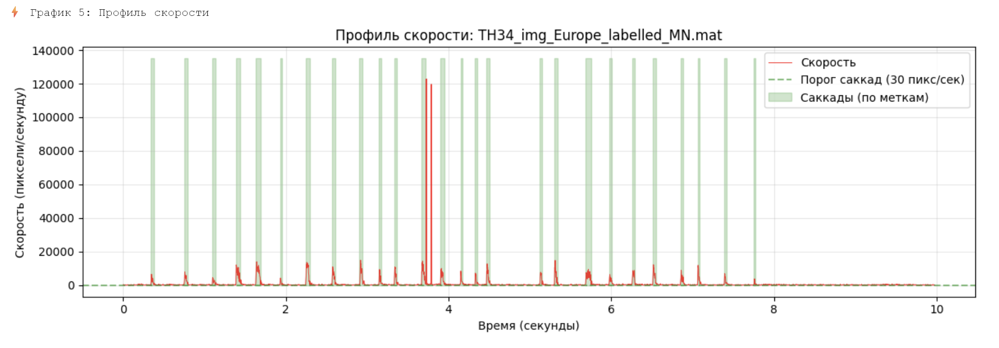 ⚡ График 5: Профиль скорости
Профиль скорости: TH34_img_Europe_labelled_MN.mat
140000
120000
100000
80000
60000
40000
20000
0
Скорость (пиксели/секунду)
Скорость
Порог саккад (30 пикс/сек)
Саккады (по меткам)
0 2 4 6 8 10
Время (секунды)